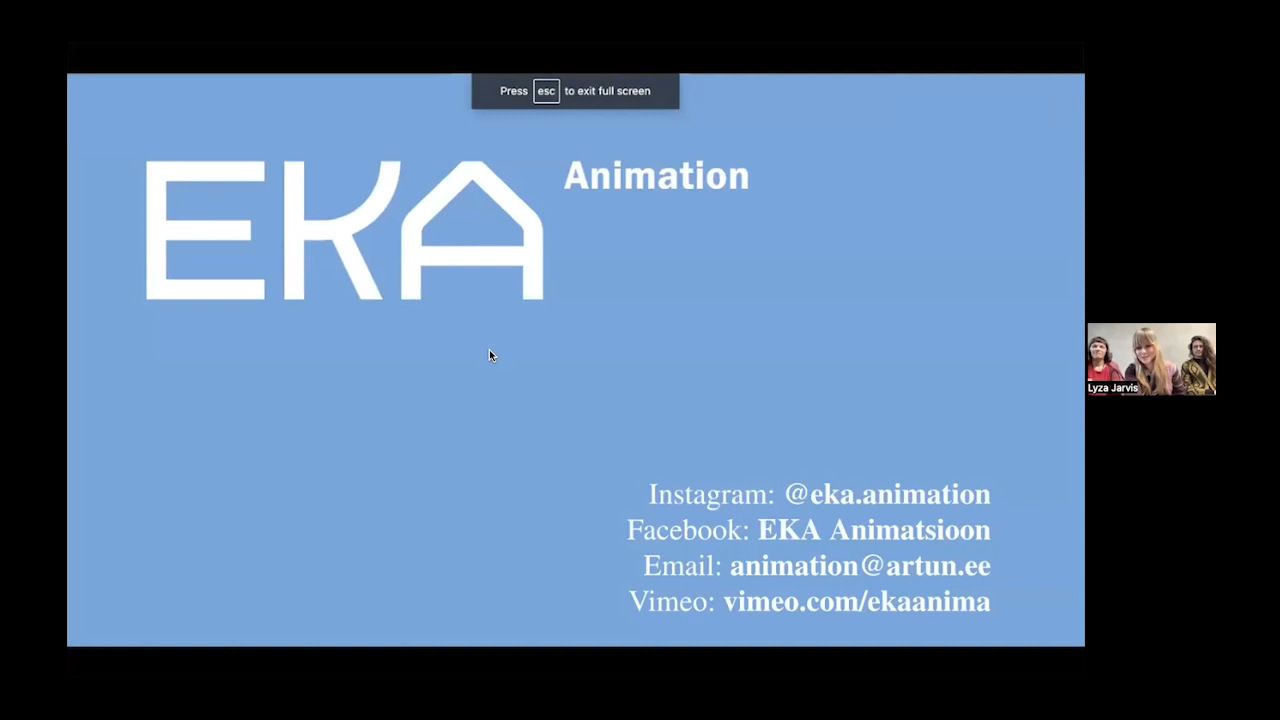 Press esc to exit full screen
EKA Animation
Lyza Jarvis
Instagram: @eka.animation
Facebook: EKA Animatsioon
Email: animation@artun.ee
Vimeo: vimeo.com/ekaanima